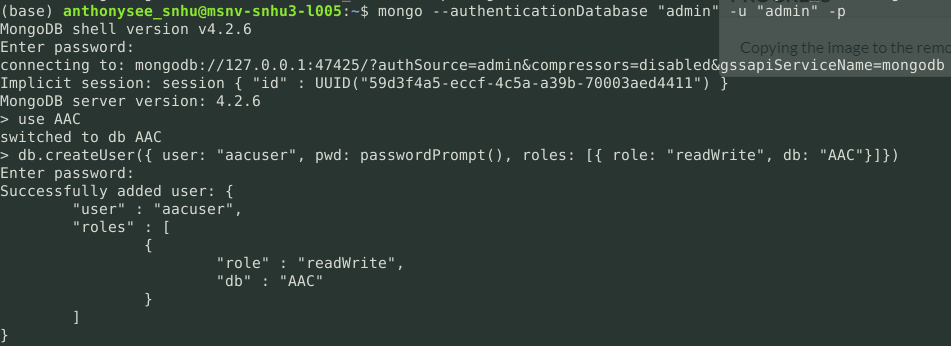 (base) anthonysee_snhu@msnv-snhu3-l005:~$ mongo --authenticationDatabase "admin" -u "admin" -p
MongoDB shell version v4.2.6
Copying the image to the remo
Enter password:
connecting to: mongodb://127.0.0.1:47425/?authSource=admin&compressors=disabled&gssapiServiceName=mongodb
Implicit session: session { "id" : UUID("59d3f4a5-eccf-4c5a-a39b-70003aed4411") }
MongoDB server version: 4.2.6
> use AAC
switched to db AAC
> db.createUser({ user: "aacuser", pwd: passwordPrompt(), roles: [{ role: "readWrite", db: "AAC"}]})
Enter password:
Successfully added user: {
        "user" : "aacuser",
        "roles" : [
                {
                        "role" : "readWrite",
                        "db" : "AAC"
                }
        ]
}